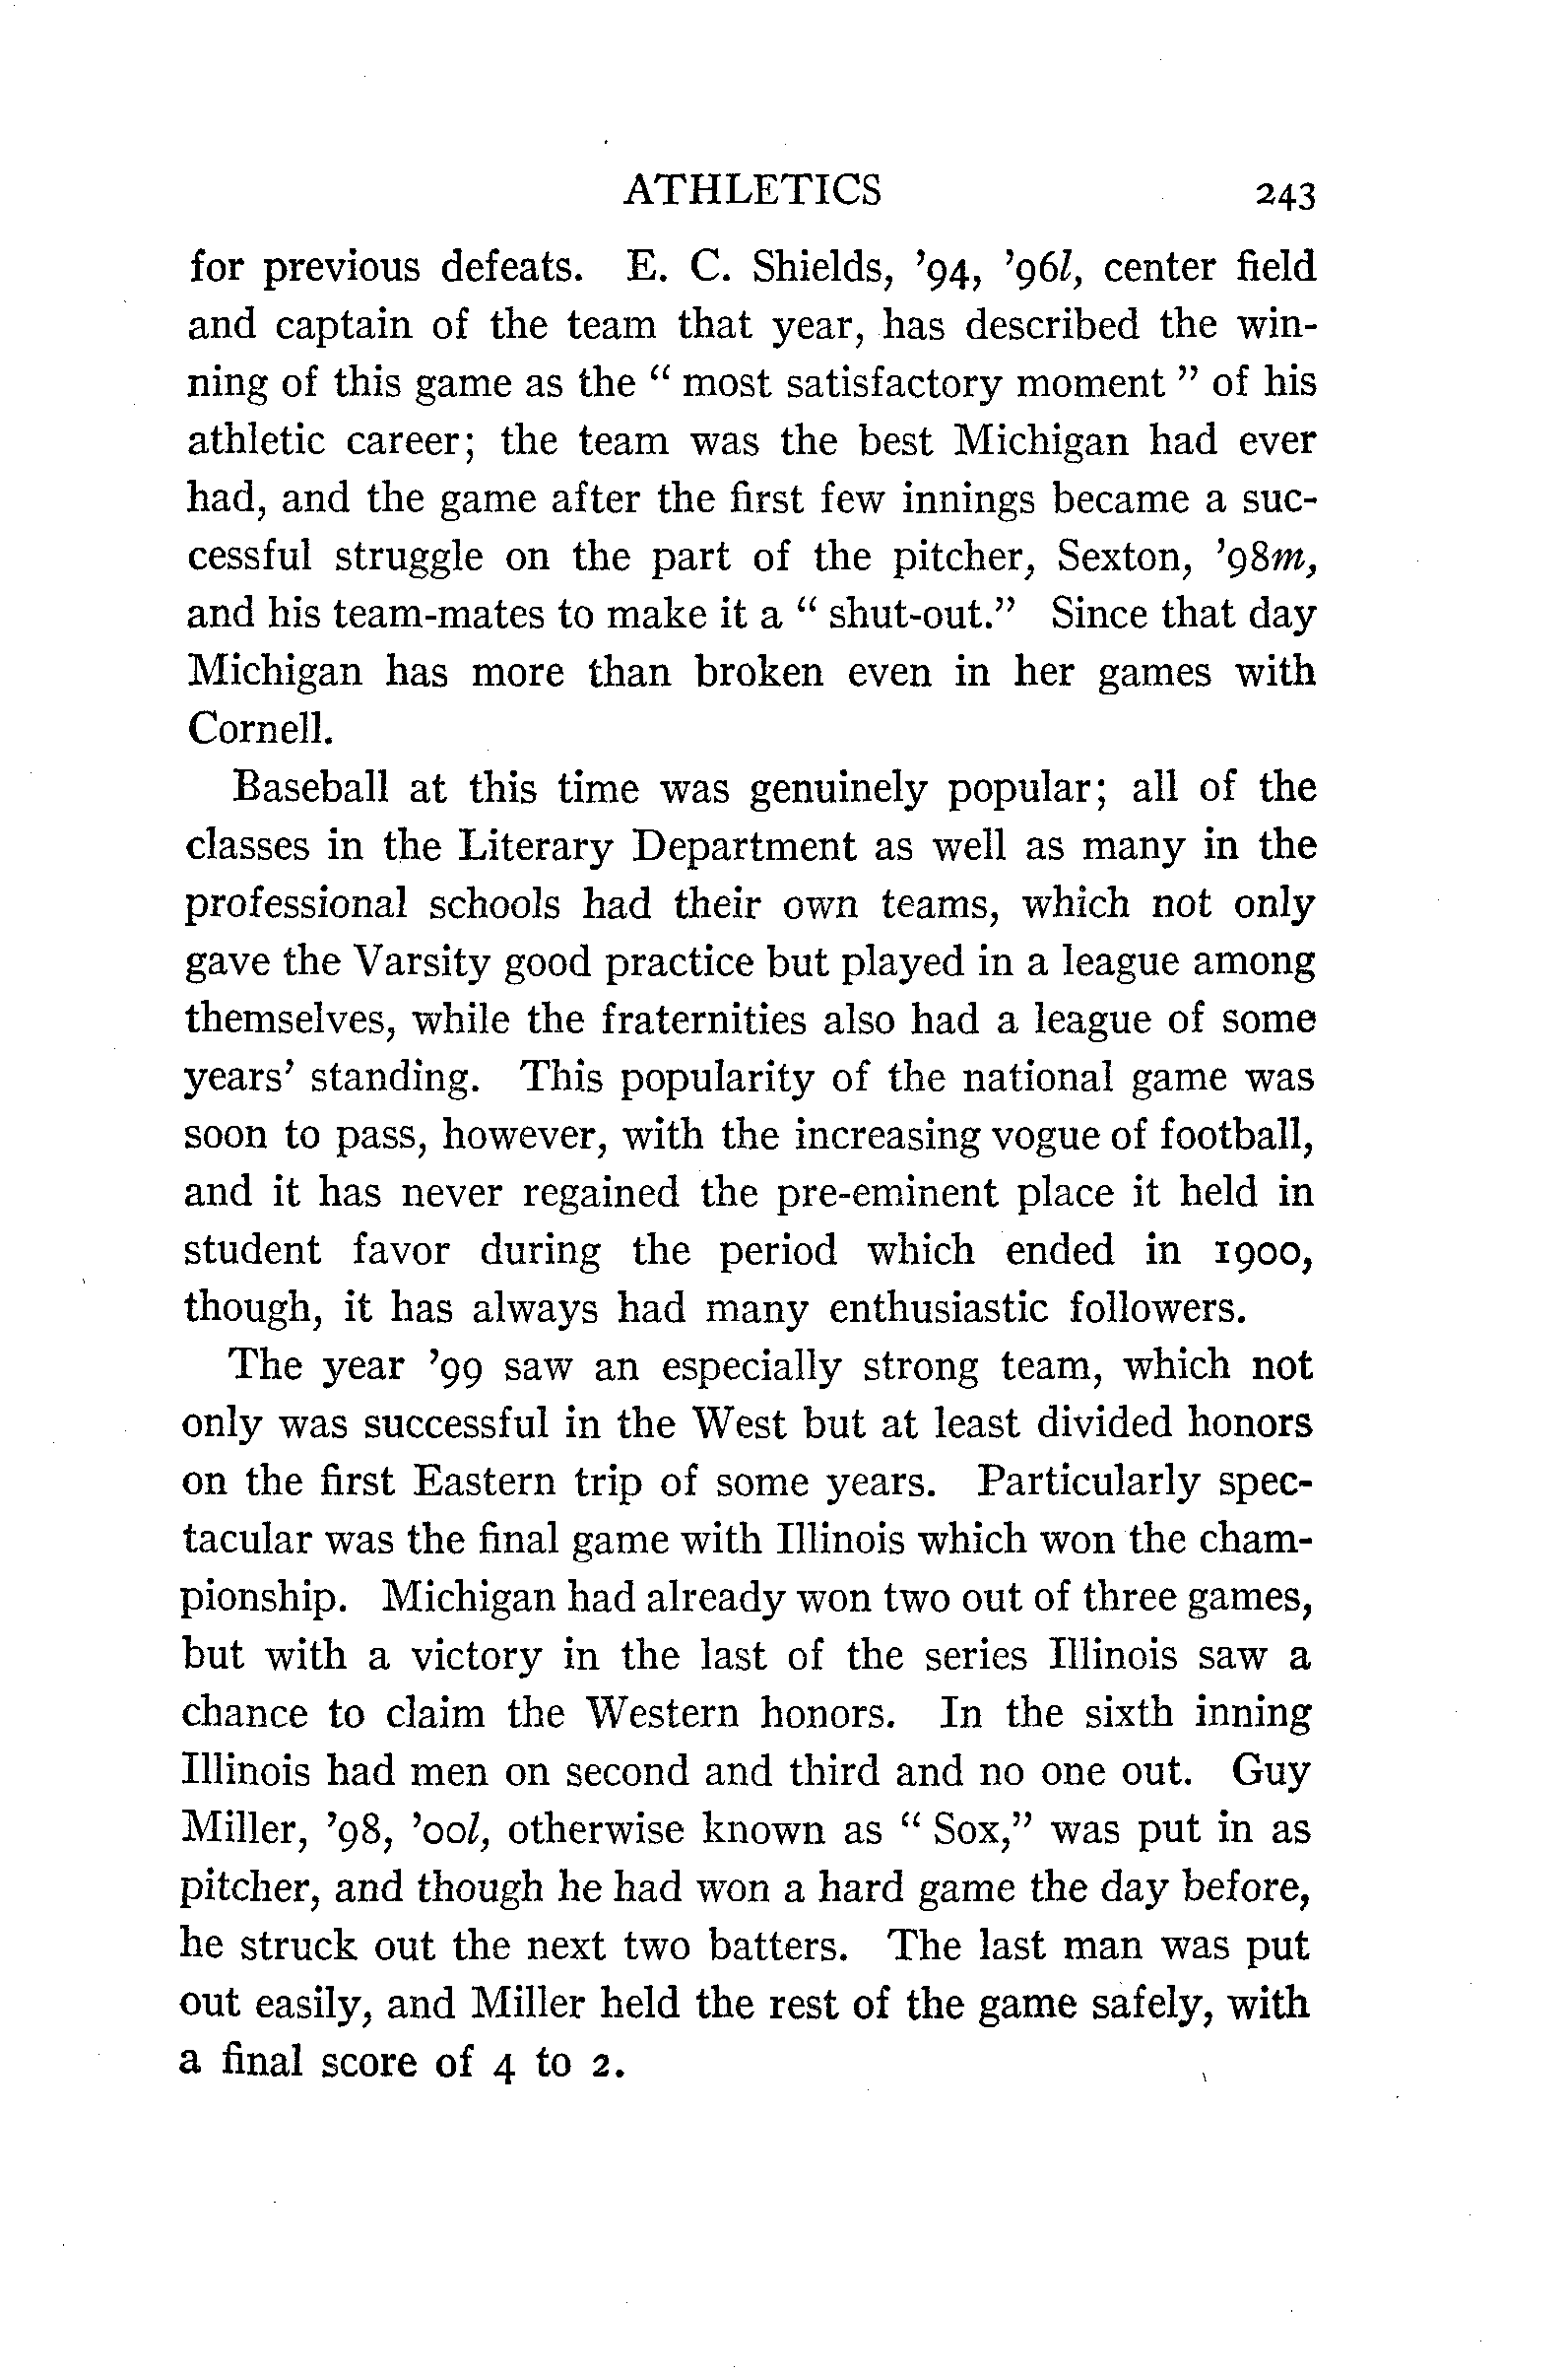 ATHLETICS 243
for previous defeats. E. C. Shields, ’94, ’96l, center field
and captain of the team that year, has described the win-
ning of this game as the “ most satisfactory moment ” of his
athletic career; the team was the best Michigan had ever
had, and the game after the first few innings became a suc-
cessful struggle on the part of the pitcher, Sexton, ’98m,
and his team-mates to make it a “ shut-out.” Since that day
Michigan has more than broken even in her games with
Cornell.
Baseball at this time was genuinely popular; all of the
classes in the Literary Department as well as many in the
professional schools had their own teams, which not only
gave the Varsity good practice but played in a league among
themselves, while the fraternities also had a league of some
years’ standing. This popularity of the national game was
soon to pass, however, with the increasing vogue of football,
and it has never regained the pre-eminent place it held in
student favor during the period which ended in 1900,
though, it has always had many enthusiastic followers.
The year ’99 saw an especially strong team, which not
only was successful in the West but at least divided honors
on the first Eastern trip of some years. Particularly spec-
tacular was the final game with Illinois which won the cham-
pionship. Michigan had already won two out of three games,
but with a victory in the last of the series Illinois saw a
chance to claim the Western honors. In the sixth inning
Illinois had men on second and third and no one out. Guy
Miller, ’98, ’00l, otherwise known as “ Sox,” was put in as
pitcher, and though he had won a hard game the day before,
he struck out the next two batters. The last man was put
out easily, and Miller held the rest of the game safely, with
a final score of 4 to 2.